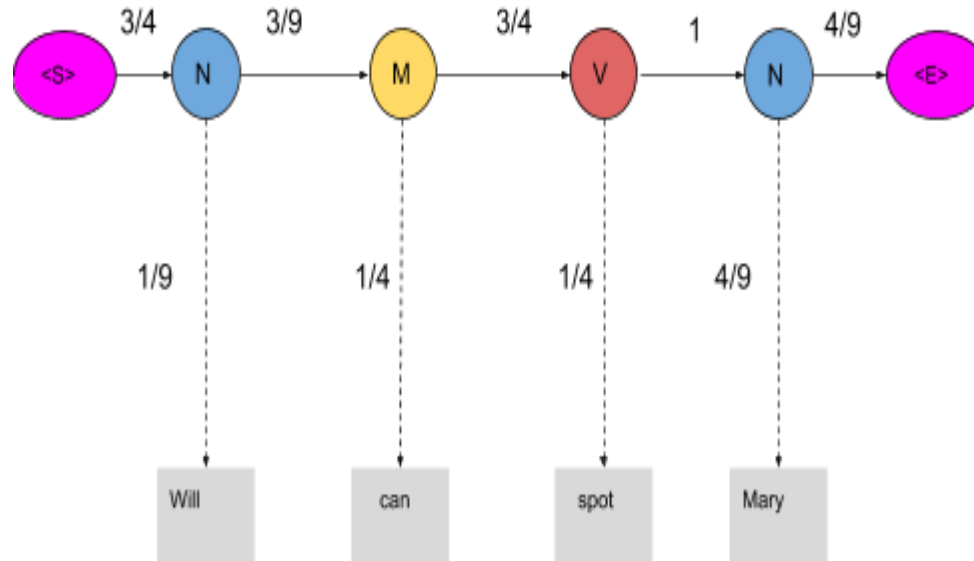 3/4 3/9 3/4 1 4/9
<S> N M V N <E>
1/9 1/4 1/4 4/9
Will can spot Mary